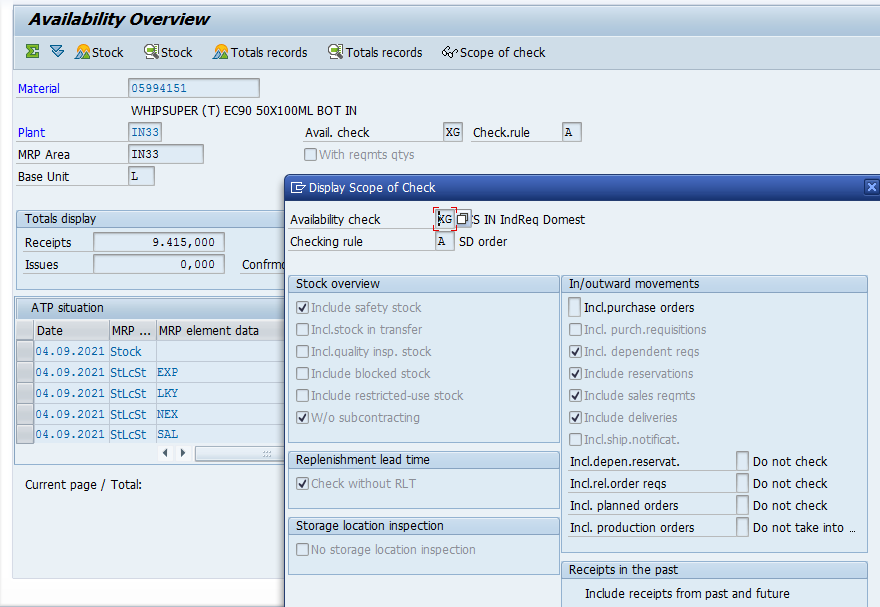 Availability Overview
Stock Stock Totals records Totals records Scope of check
Material 05994151
WHIPSUPER (T) EC90 50X100ML BOT IN
Plant IN33 Avail. check XG Check.rule A
MRP Area IN33 With reqmts qtys
Base Unit L
Totals display
Receipts 9.415,000
Issues 0,000 Confrm
ATP situation
Date MRP ... MRP element data
04.09.2021 Stock
04.09.2021 StLcSt EXP
04.09.2021 StLcSt LKY
04.09.2021 StLcSt NEX
04.09.2021 StLcSt SAL
Current page / Total:
Display Scope of Check
Availability check XG S IN IndReq Domest
Checking rule A SD order
Stock overview
Include safety stock
Incl.stock in transfer
Incl.quality insp. stock
Include blocked stock
Include restricted-use stock
W/o subcontracting
Replenishment lead time
Check without RLT
Storage location inspection
No storage location inspection
In/outward movements
Incl.purchase orders
Incl. purch.requisitions
Incl. dependent reqs
Include reservations
Include sales reqmts
Include deliveries
Incl.ship.notificat.
Incl.depen.reservat. Do not check
Incl.rel.order reqs Do not check
Incl. planned orders Do not check
Incl. production orders Do not take into ...
Receipts in the past
Include receipts from past and future